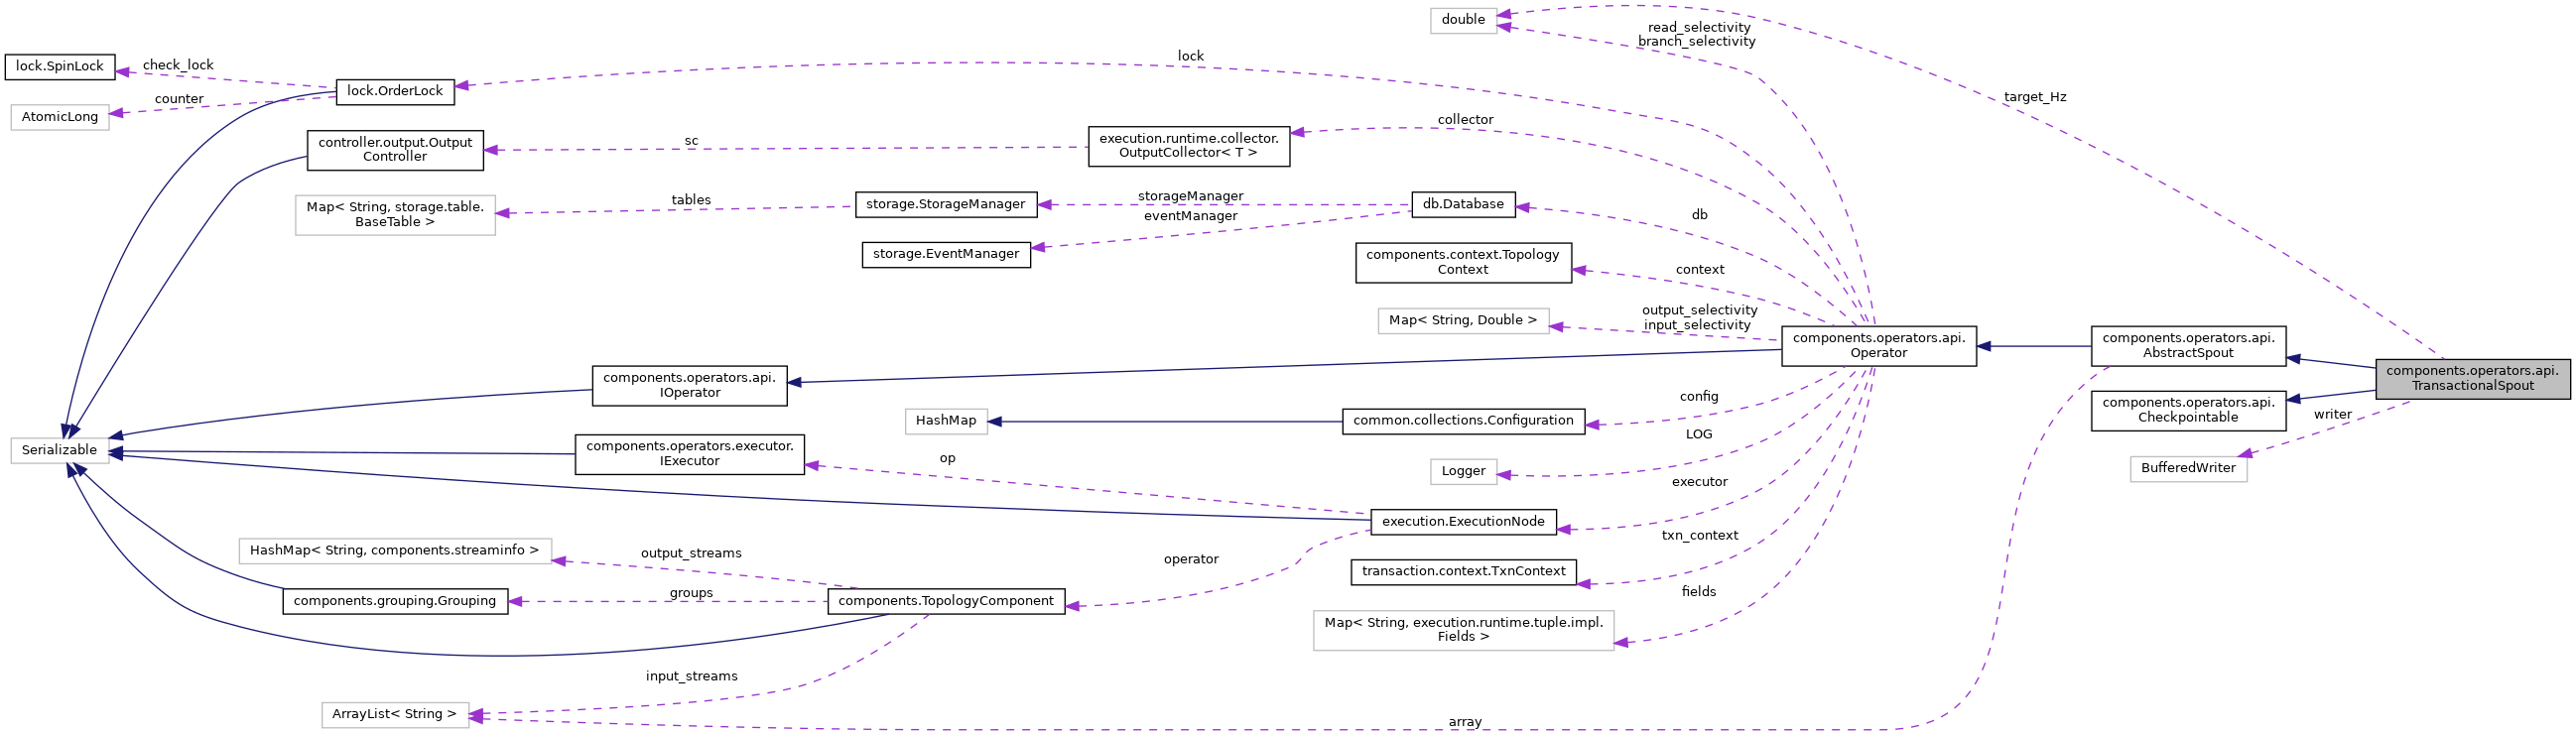 double
read_selectivity
branch_selectivity
lock.SpinLock
check_lock
lock
lock.OrderLock
target_Hz
counter
AtomicLong
collector
controller.output.Output
Controller
sc
execution.runtime.collector.
OutputCollector< T >
Map< String, storage.table.
BaseTable >
tables
storage.StorageManager
storageManager
eventManager
db.Database
db
storage.EventManager
components.context.Topology
Context
context
Map< String, Double >
output_selectivity
input_selectivity
components.operators.api.
Operator
components.operators.api.
AbstractSpout
components.operators.api.
TransactionalSpout
components.operators.api.
IOperator
config
components.operators.api.
Checkpointable
writer
HashMap
common.collections.Configuration
LOG
Serializable
components.operators.executor.
IExecutor
op
Logger
BufferedWriter
executor
execution.ExecutionNode
HashMap< String, components.streaminfo >
output_streams
operator
txn_context
transaction.context.TxnContext
components.grouping.Grouping
groups
components.TopologyComponent
fields
Map< String, execution.runtime.tuple.impl.
Fields >
input_streams
ArrayList< String >
array